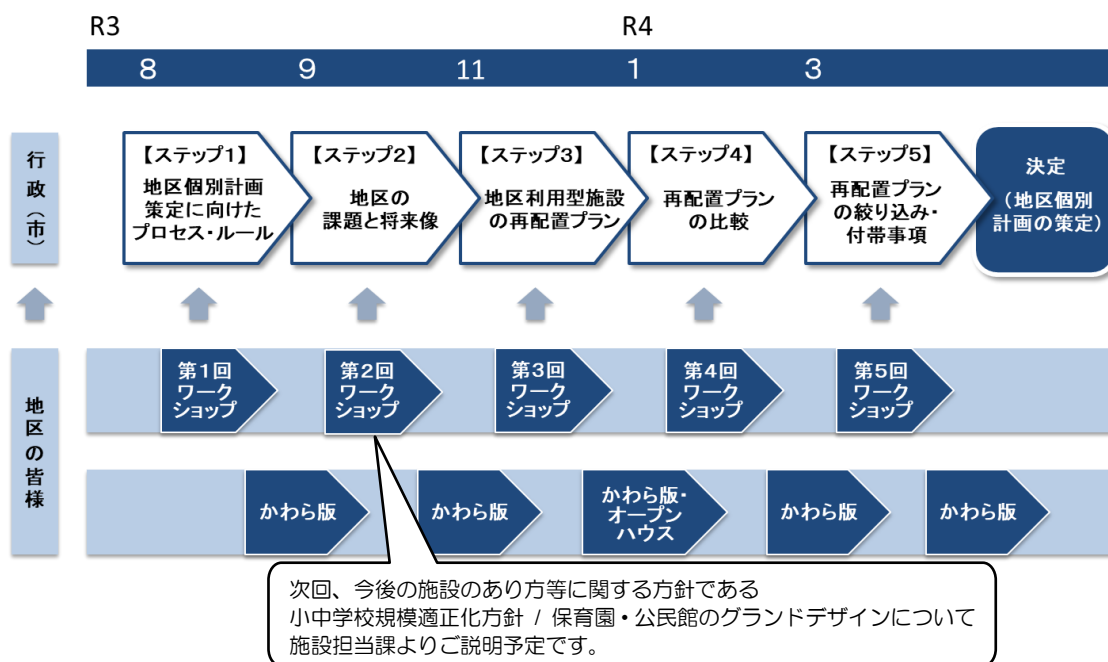 R3
R4
8
9
11
1
3
行政(市)
【ステップ1】
地区個別計画
策定に向けた
プロセス・ルール
【ステップ2】
地区の
課題と将来像
【ステップ3】
地区利用型施設
の再配置プラン
【ステップ4】
再配置プラン
の比較
【ステップ5】
再配置プラン
の絞り込み・
付帯事項
決定
(地区個別
計画の策定)
地区の皆様
第1回
ワーク
ショップ
第2回
ワーク
ショップ
第3回
ワーク
ショップ
第4回
ワーク
ショップ
第5回
ワーク
ショップ
かわら版
かわら版
かわら版・
オープン
ハウス
かわら版
かわら版
次回、今後の施設のあり方等に関する方針である
小中学校規模適正化方針 / 保育園・公民館のグランドデザインについて
施設担当課よりご説明予定です。